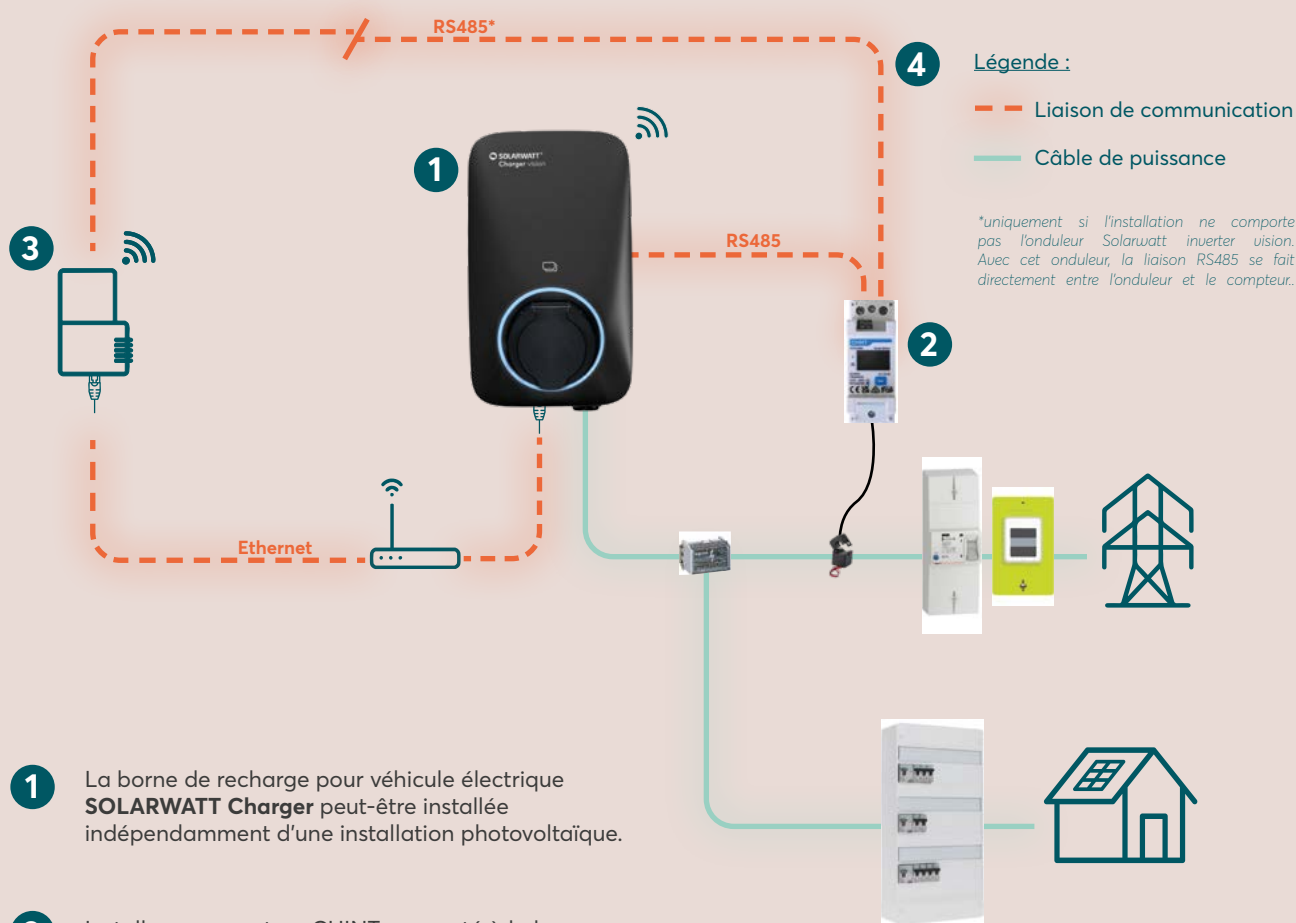 RS485*
4
Légende :
Liaison de communication
Câble de puissance
*uniquement si l'installation ne comporte
pas l'onduleur Solarwatt inverter vision.
Avec cet onduleur, la liaison RS485 se fait
directement entre l'onduleur et le compteur..
1
SOLARWATT
Charger vision
3
RS485
2
Ethernet
1
La borne de recharge pour véhicule électrique
SOLARWATT Charger peut-être installée
indépendamment d'une installation photovoltaïque.